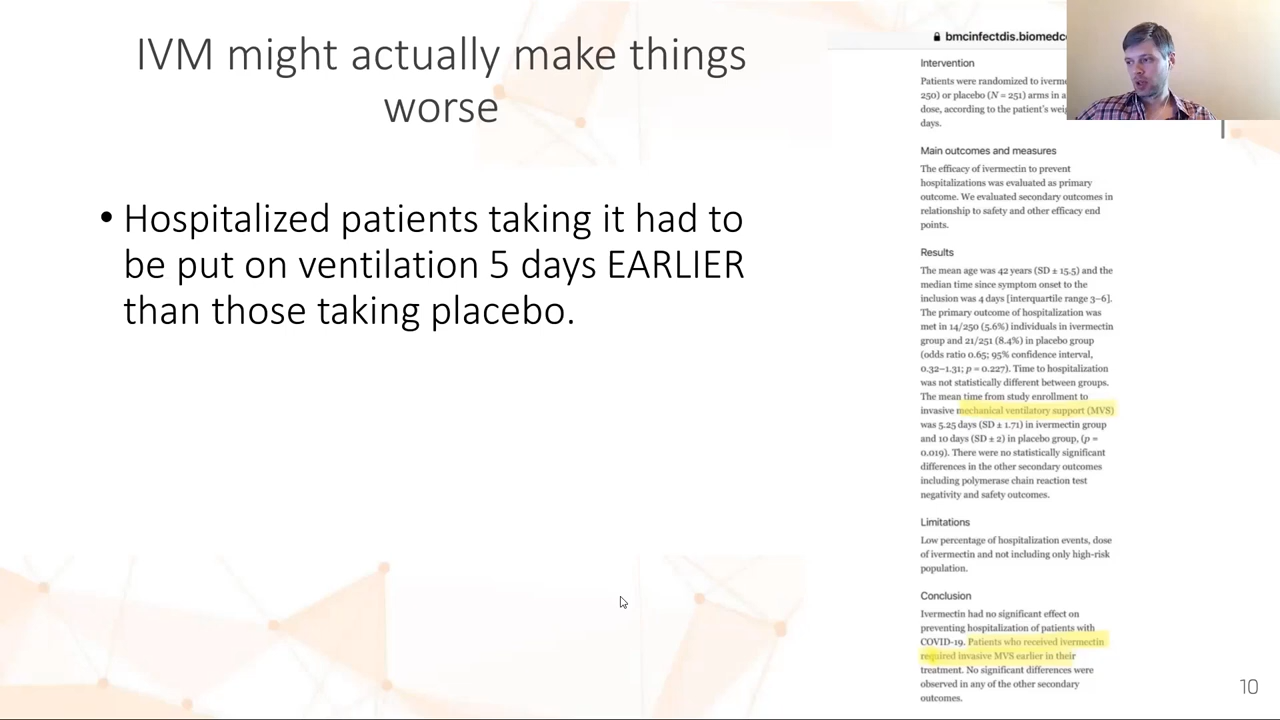 IVM might actually make things
worse
• Hospitalized patients taking it had to
be put on ventilation 5 days EARLIER
than those taking placebo.
bmcinfectdis.biomedc
Intervention
Patients were randomized to iverme
250) or placebo (N = 251) arms in a
dose, according to the patient's wei
days.
Main outcomes and measures
The efficacy of ivermectin to prevent
hospitalizations was evaluated as primary
outcome. We evaluated secondary outcomes in
relationship to safety and other efficacy end
points.
Results
The mean age was 42 years (SD ± 15.5) and the
median time since symptom onset to the
inclusion was 4 days [interquartile range 3–6].
The primary outcome of hospitalization was
met in 14/250 (5.6%) individuals in ivermectin
group and 21/251 (8.4%) in placebo group
(odds ratio 0.65; 95% confidence interval,
0.32–1.31; p = 0.227). Time to hospitalization
was not statistically different between groups.
The mean time from study enrollment to
invasive mechanical ventilatory support (MVS)
was 5.25 days (SD ± 1.71) in ivermectin group
and 10 days (SD ± 2) in placebo group, (p =
0.019). There were no statistically significant
differences in the other secondary outcomes
including polymerase chain reaction test
negativity and safety outcomes.
Limitations
Low percentage of hospitalization events, dose
of ivermectin and not including only high-risk
population.
Conclusion
Ivermectin had no significant effect on
preventing hospitalization of patients with
COVID-19. Patients who received ivermectin
required invasive MVS earlier in their
treatment. No significant differences were
observed in any of the other secondary
outcomes.
10